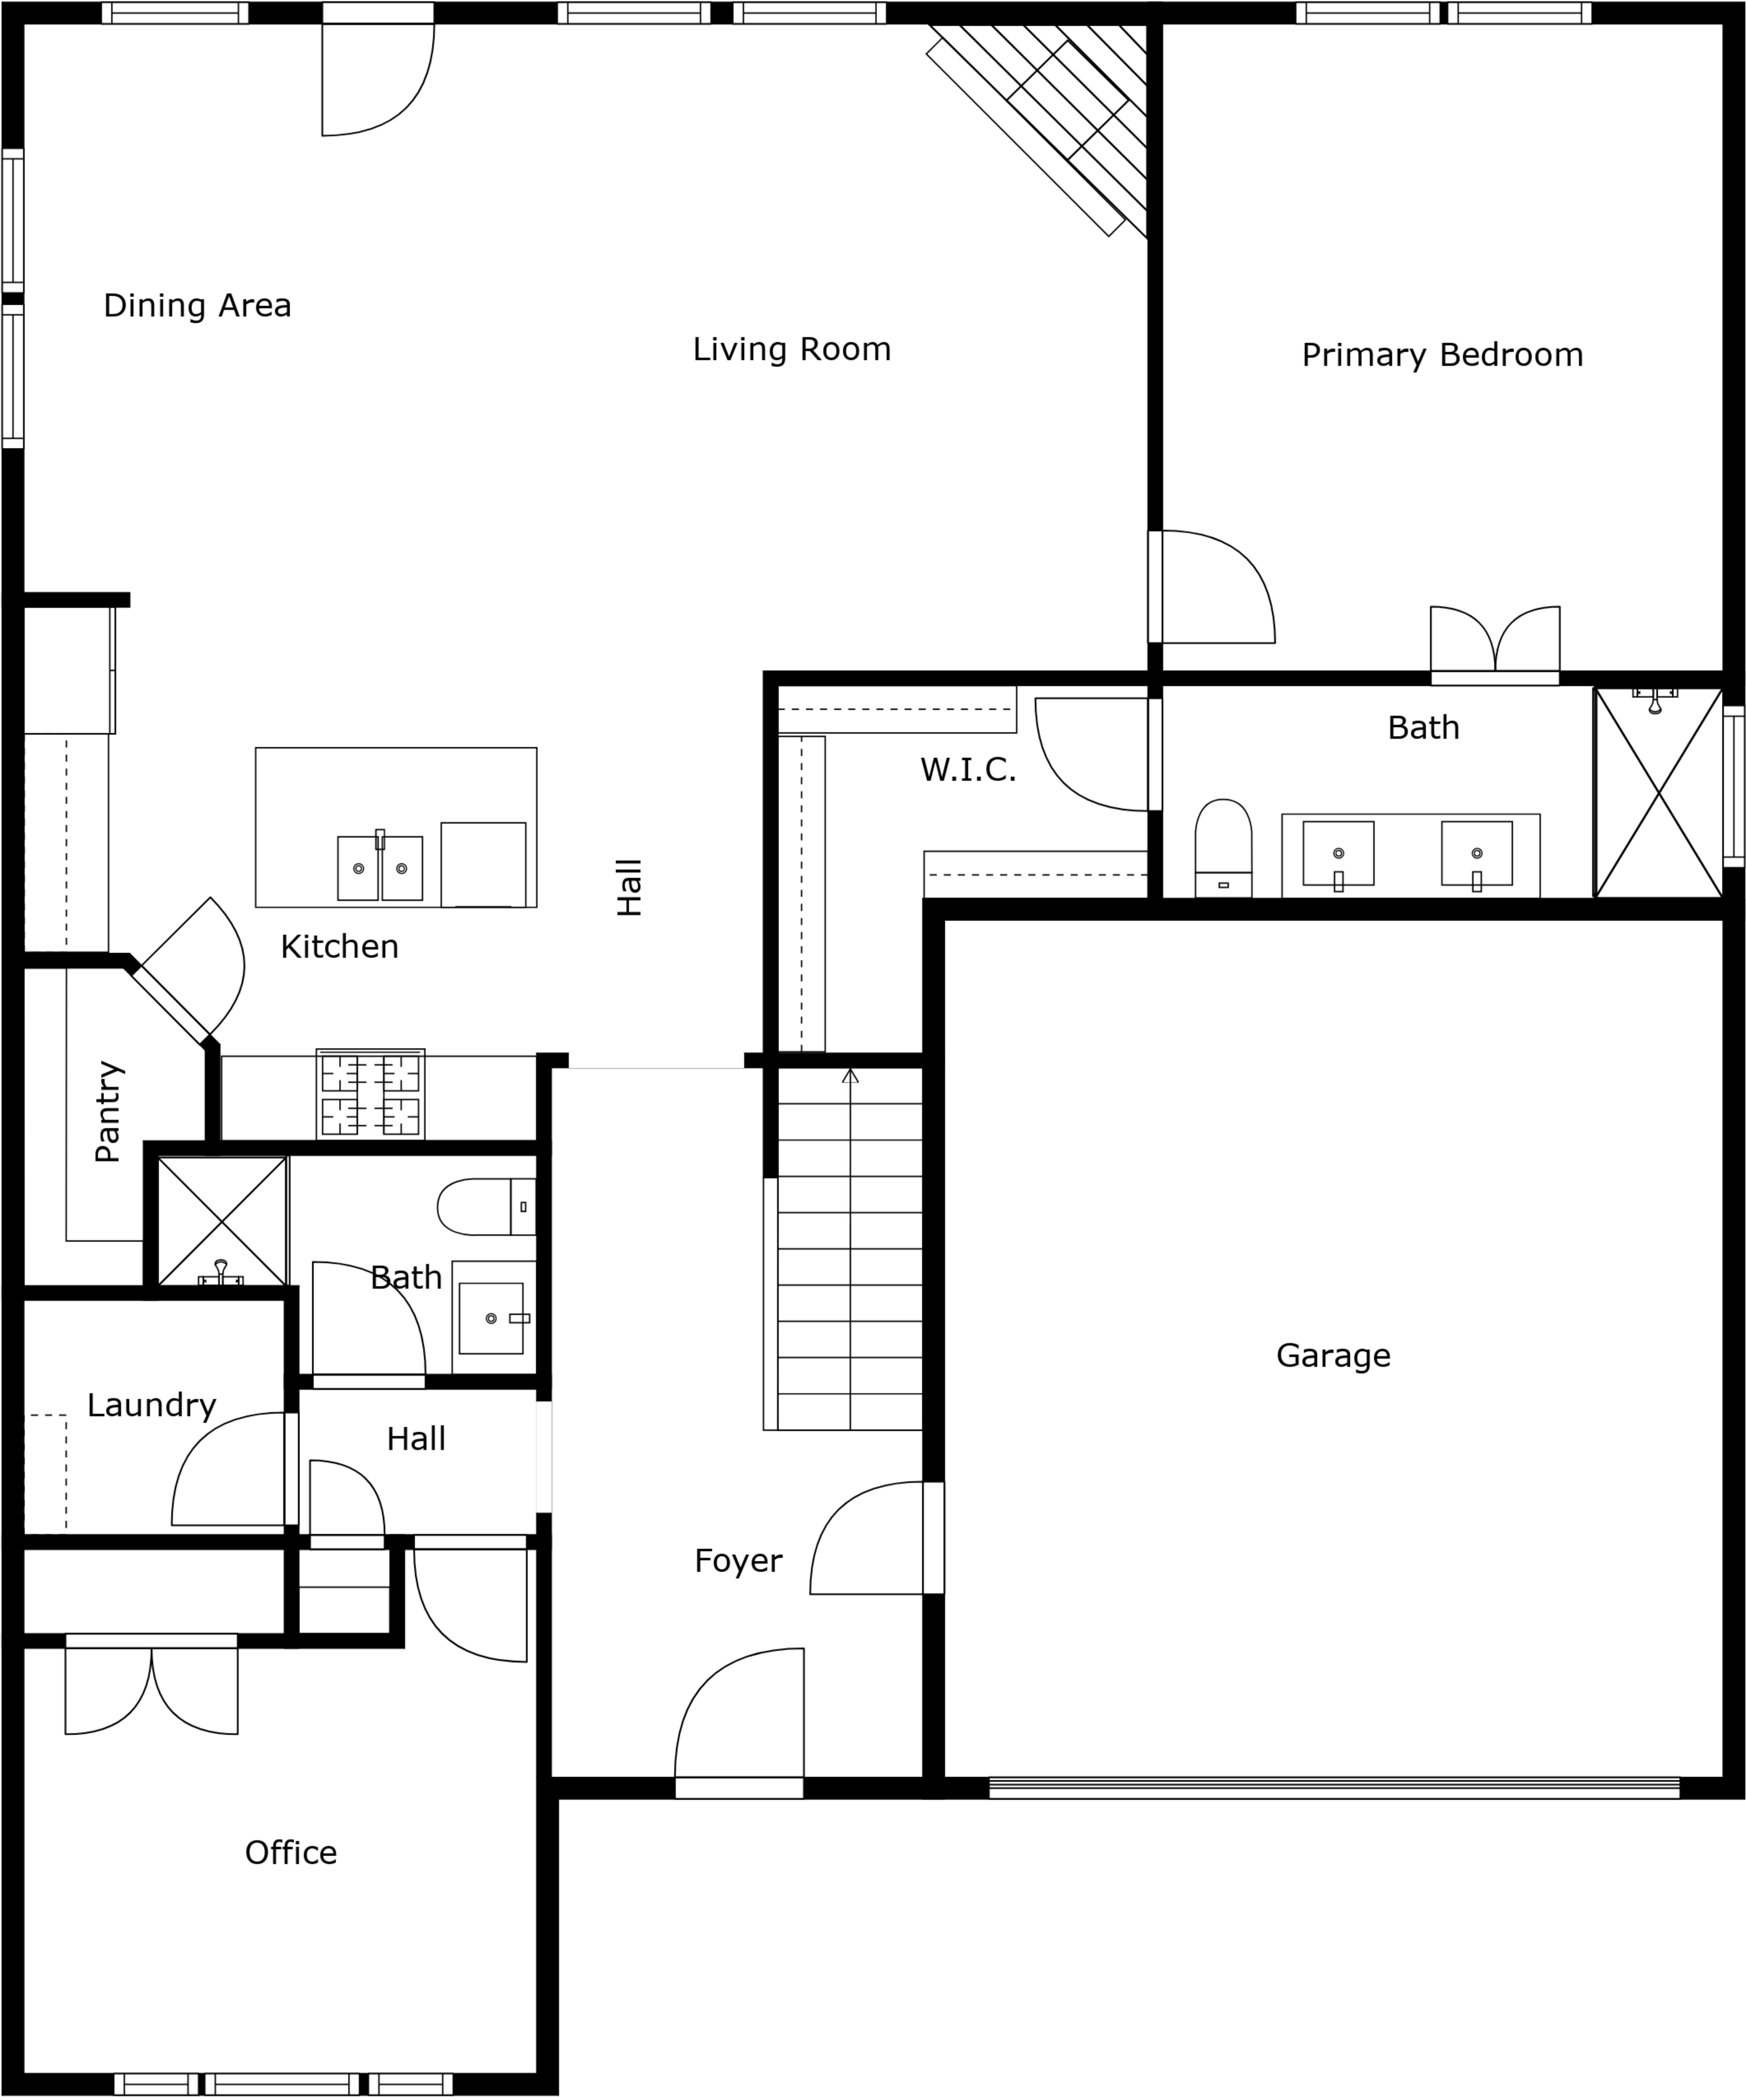 Dining Area
Living Room
Primary Bedroom
Bath
W.I.C.
Hall
Kitchen
Pantry
Bath
Garage
Laundry
Hall
Foyer
Office